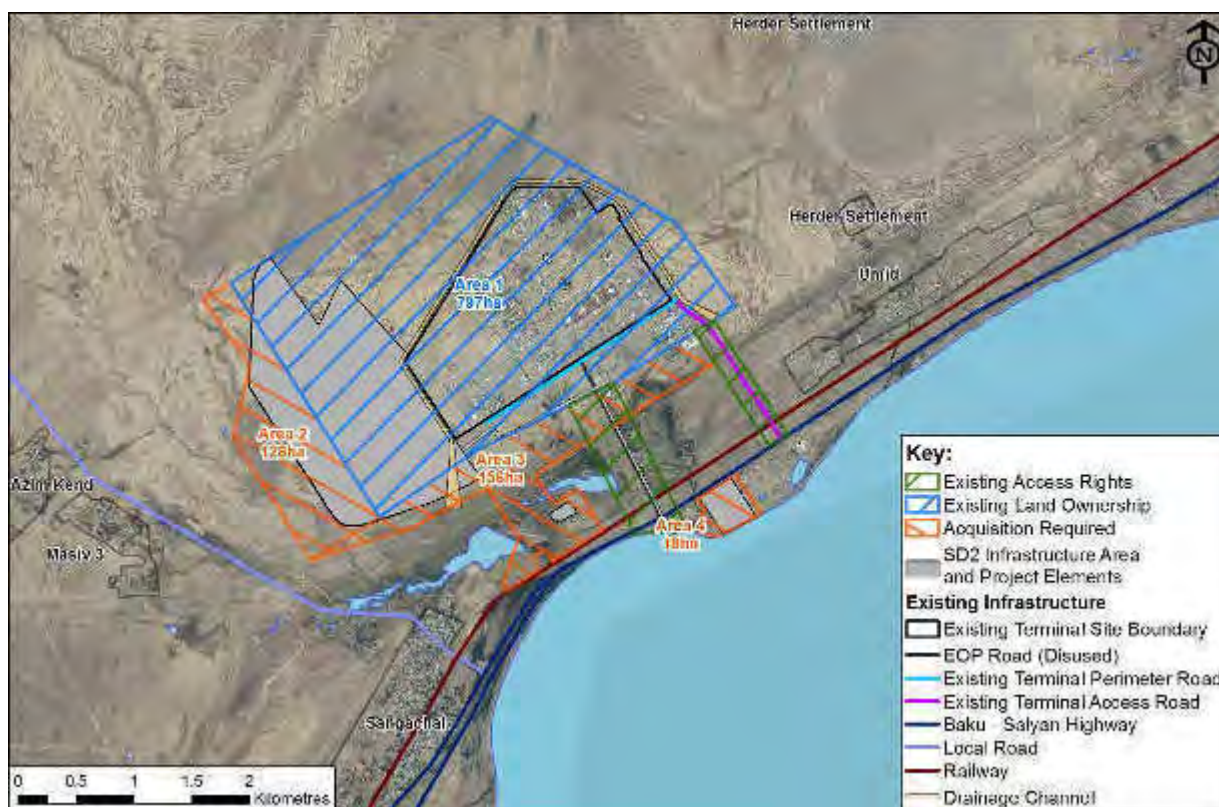 Herder Settlement
N
Herder Settlement
Umid
Area 1
797ha
Area 2
128ha
Area 3
156ha
Area 4
18ha
Azim Kend
Masiv 3
Sangachal
0 0.5 1 1.5 2
Kilometres
Key:
Existing Access Rights
Existing Land Ownership
Acquisition Required
SD2 Infrastructure Area
and Project Elements
Existing Infrastructure
Existing Terminal Site Boundary
EOP Road (Disused)
Existing Terminal Perimeter Road
Existing Terminal Access Road
Baku - Salyan Highway
Local Road
Railway
Drainage Channel